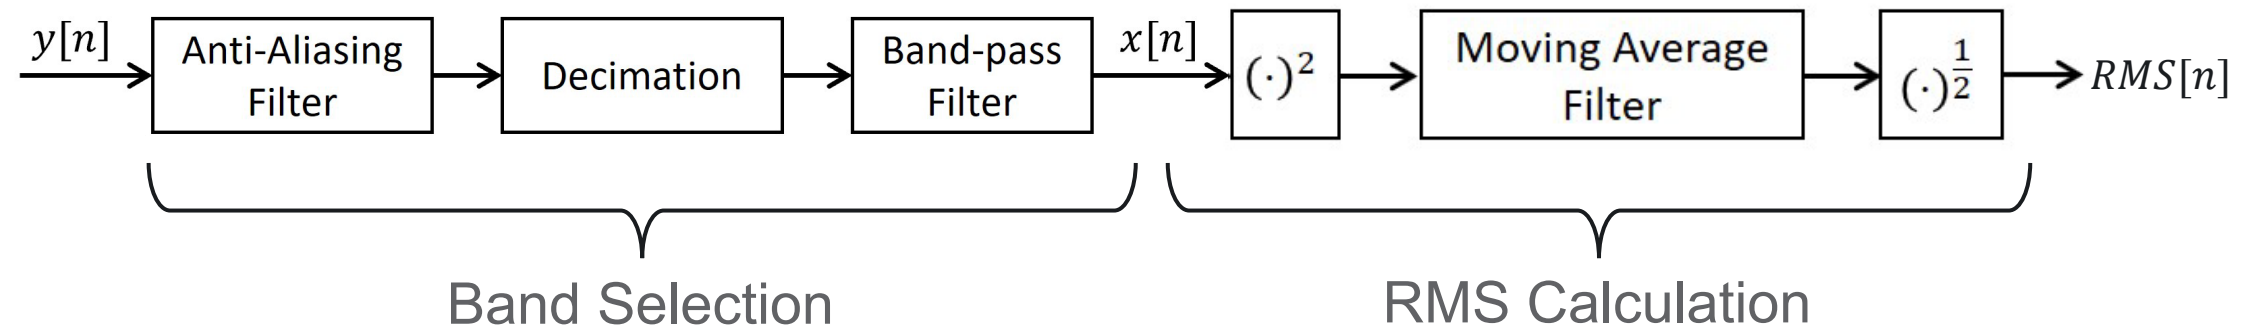 y[n]
Anti-Aliasing
Filter
Decimation
Band-pass
Filter
x[n]
(·)²
Moving Average
Filter
(·)^{1/2}
RMS[n]
Band Selection
RMS Calculation